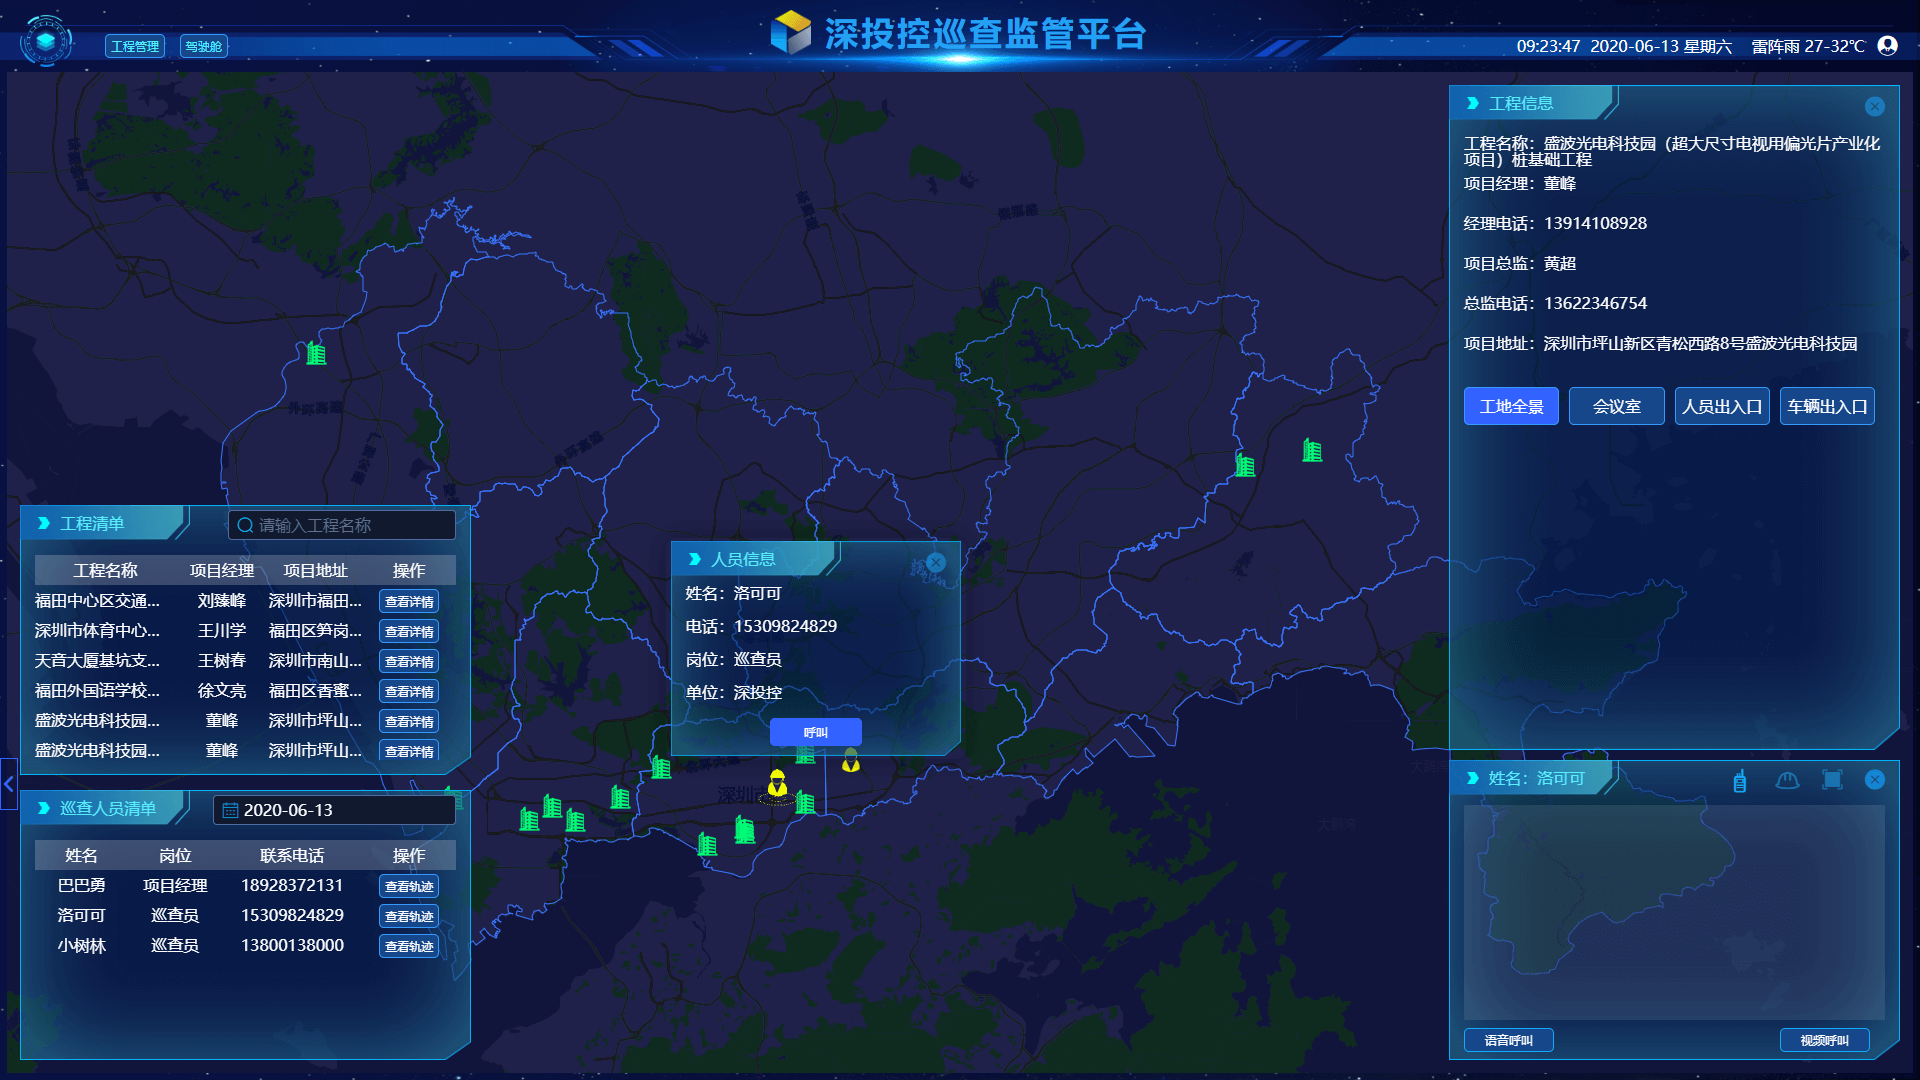 深投控巡查监管平台
工程管理
驾驶舱
09:23:47 2020-06-13 星期六 雷阵雨 27-32℃
工程信息
工程名称：盛波光电科技园（超大尺寸电视用偏光片产业化
项目）桩基础工程
项目经理：董峰
经理电话：13914108928
项目总监：黄超
总监电话：13622346754
项目地址：深圳市坪山新区青松西路8号盛波光电科技园
工地全景 会议室 人员出入口 车辆出入口
外环高速
工程清单
请输入工程名称
工程名称 项目经理 项目地址 操作
福田中心区交通... 刘臻峰 深圳市福田... 查看详情
深圳市体育中心... 王川学 福田区笋岗... 查看详情
天音大厦基坑支... 王树春 深圳市南山... 查看详情
福田外国语学校... 徐文亮 福田区香蜜... 查看详情
盛波光电科技园... 董峰 深圳市坪山... 查看详情
盛波光电科技园... 董峰 深圳市坪山... 查看详情
人员信息
姓名：洛可可
电话：15309824829
岗位：巡查员
单位：深投控
呼叫
深圳
巡查人员清单
2020-06-13
姓名 岗位 联系电话 操作
巴巴勇 项目经理 18928372131 查看轨迹
洛可可 巡查员 15309824829 查看轨迹
小树林 巡查员 13800138000 查看轨迹
姓名：洛可可
语音呼叫
视频呼叫